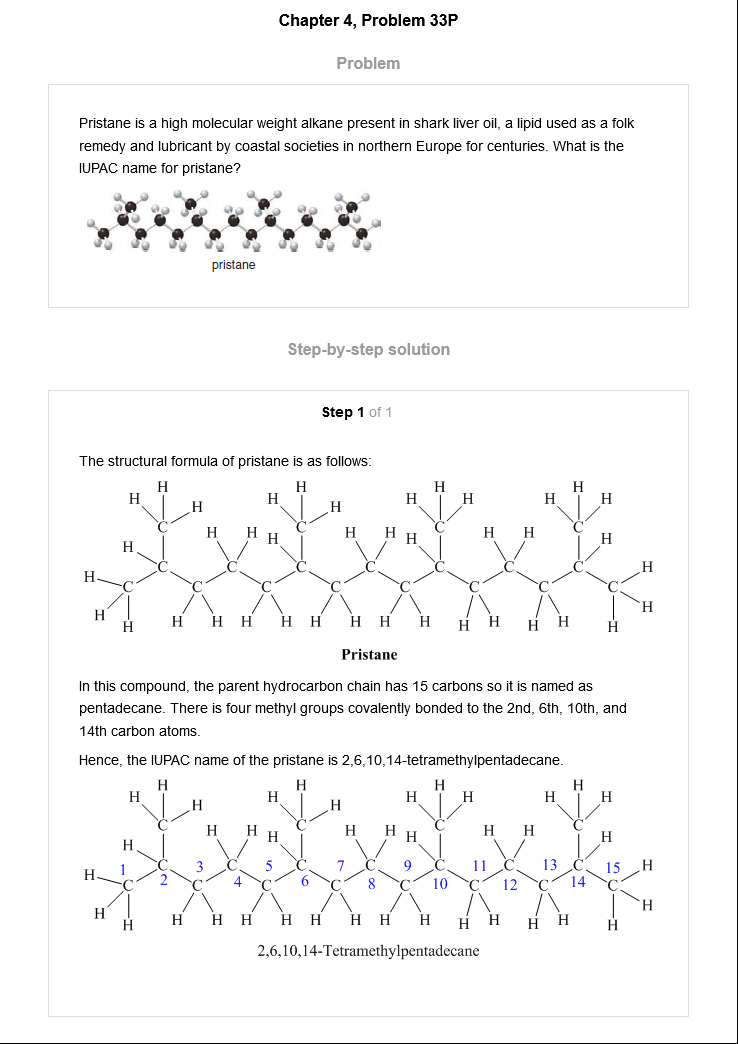 Chapter 4, Problem 33P
Problem
Pristane is a high molecular weight alkane present in shark liver oil, a lipid used as a folk
remedy and lubricant by coastal societies in northern Europe for centuries. What is the
IUPAC name for pristane?
pristane
Step-by-step solution
Step 1 of 1
The structural formula of pristane is as follows:
H H H H
H H H H H H
H H
C C C C
H H H H H H H H H H
H C C C C C C C H
H C C C C C C C C
H H
H H H H H H H H H H H H H H
Pristane
In this compound, the parent hydrocarbon chain has 15 carbons so it is named as
pentadecane. There is four methyl groups covalently bonded to the 2nd, 6th, 10th, and
14th carbon atoms.
Hence, the IUPAC name of the pristane is 2,6,10,14-tetramethylpentadecane.
H H H H
H H H H H H
H H
C C C C
H H H H H H H H H H
H 1 C 3 C 5 C 7 C 9 C 11 C 13 C 15 H
C 2 C 4 C 6 C 8 C 10 C 12 C 14 C
H H
H H H H H H H H H H H H H H
2,6,10,14-Tetramethylpentadecane